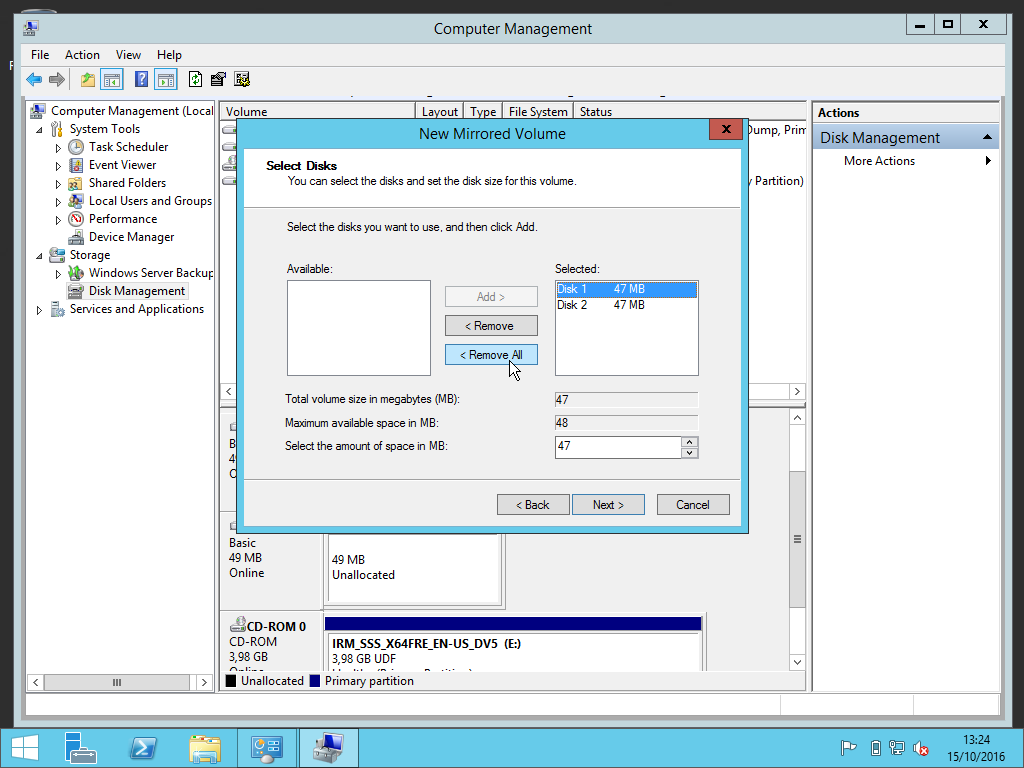 Computer Management
File Action View Help
Computer Management (Local
System Tools
Task Scheduler
Event Viewer
Shared Folders
Local Users and Groups
Performance
Device Manager
Storage
Windows Server Backup
Disk Management
Services and Applications
Volume Layout Type File System Status
Dump, Prim
y Partition)
Actions
Disk Management
More Actions
New Mirrored Volume
Select Disks
You can select the disks and set the disk size for this volume.
Select the disks you want to use, and then click Add.
Available:
Selected:
Add >
< Remove
< Remove All
Disk 1 47 MB
Disk 2 47 MB
Total volume size in megabytes (MB): 47
Maximum available space in MB: 48
Select the amount of space in MB: 47
< Back Next > Cancel
Basic
49 MB
Online
49 MB
Unallocated
CD-ROM 0
CD-ROM
3,98 GB
Online
IRM_SSS_X64FRE_EN-US_DV5 (E:)
3,98 GB UDF
Unallocated Primary partition
13:24
15/10/2016